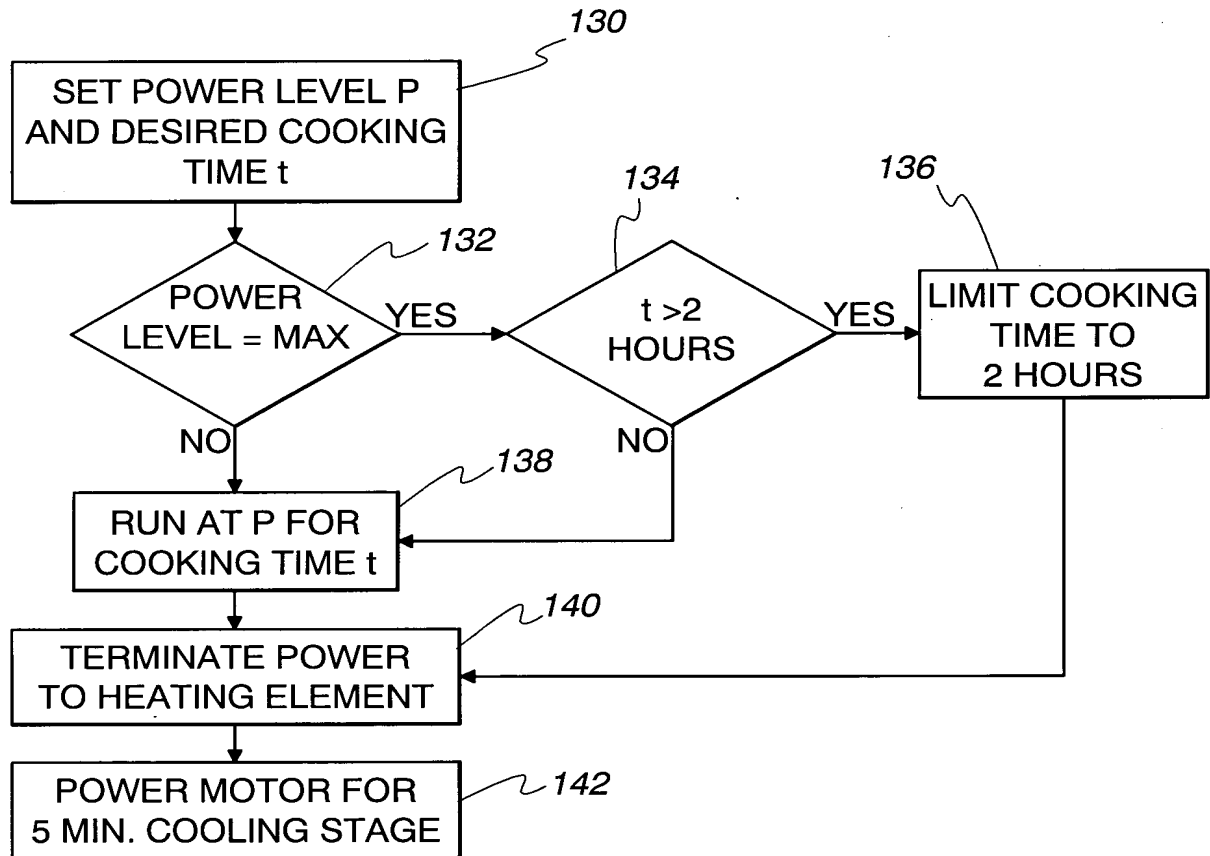 130
SET POWER LEVEL P
AND DESIRED COOKING
TIME t
132
POWER
LEVEL = MAX
YES
134
t >2
HOURS
YES
136
LIMIT COOKING
TIME TO
2 HOURS
NO
NO
138
RUN AT P FOR
COOKING TIME t
140
TERMINATE POWER
TO HEATING ELEMENT
POWER MOTOR FOR
5 MIN. COOLING STAGE
142